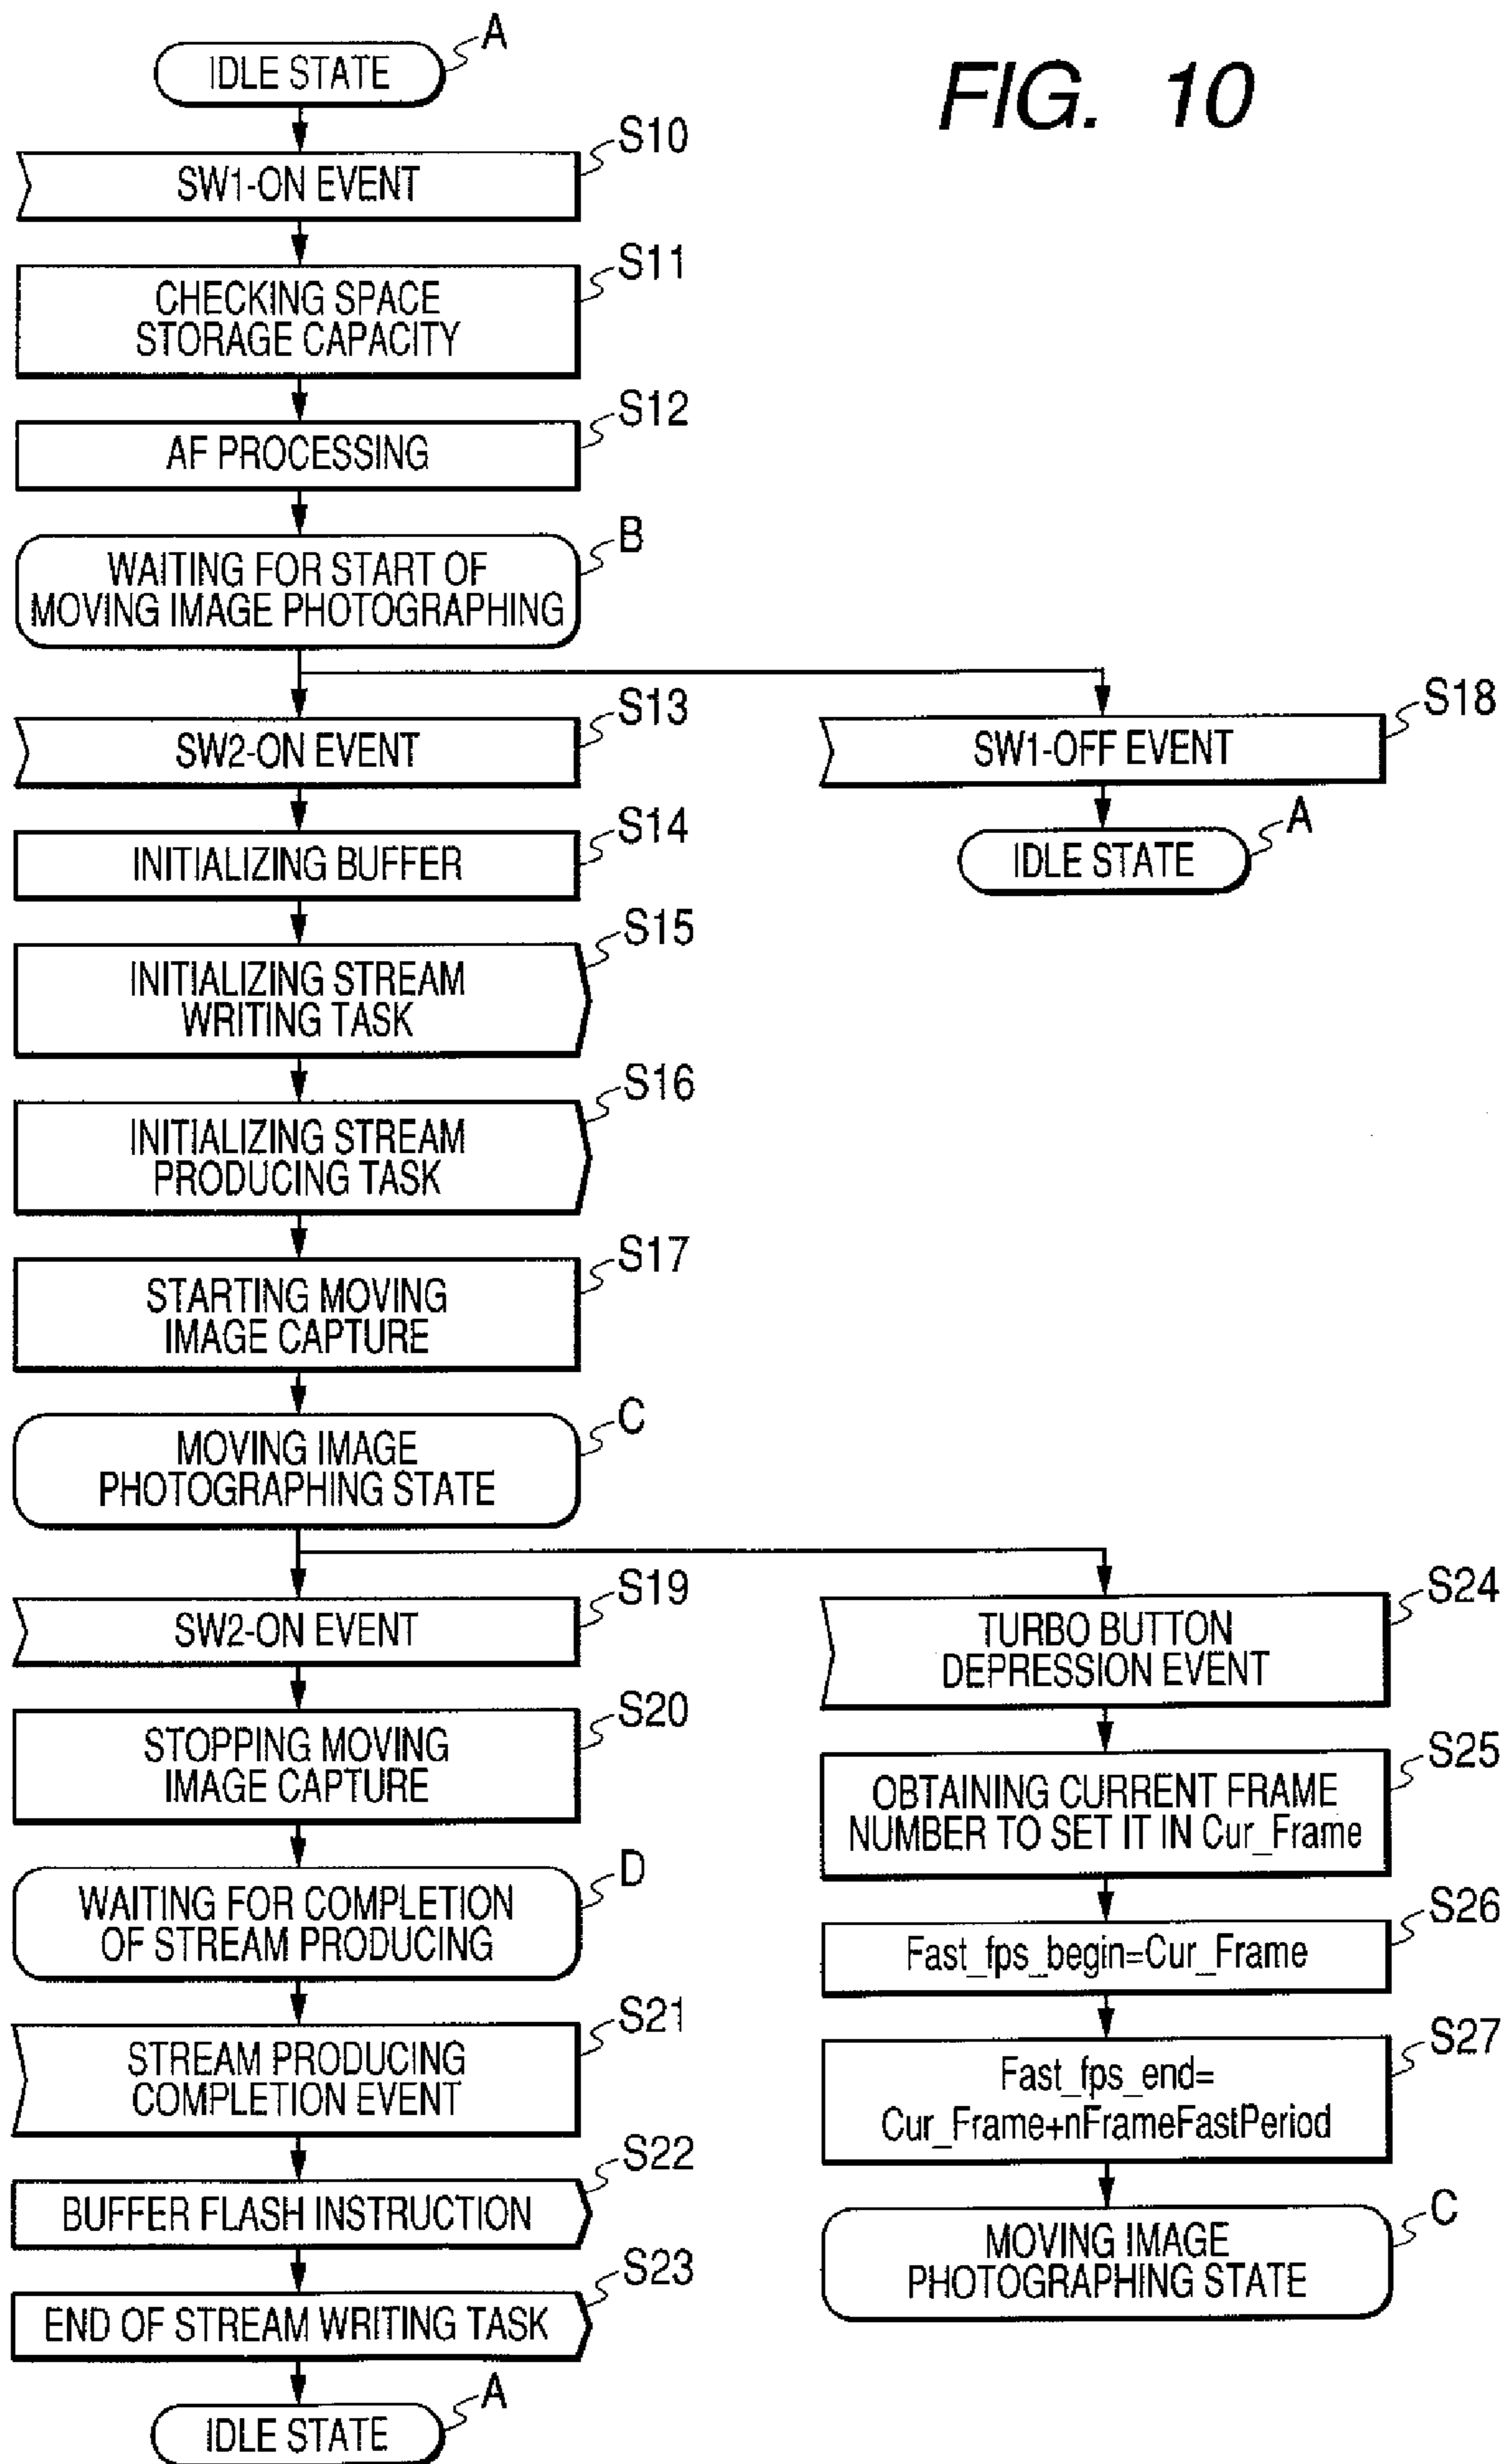 FIG. 10
IDLE STATE
A
SW1-ON EVENT
S10
CHECKING SPACE
STORAGE CAPACITY
S11
AF PROCESSING
S12
WAITING FOR START OF
MOVING IMAGE PHOTOGRAPHING
B
SW2-ON EVENT
S13
INITIALIZING BUFFER
S14
INITIALIZING STREAM
WRITING TASK
S15
INITIALIZING STREAM
PRODUCING TASK
S16
STARTING MOVING
IMAGE CAPTURE
S17
MOVING IMAGE
PHOTOGRAPHING STATE
C
SW1-OFF EVENT
S18
IDLE STATE
A
SW2-ON EVENT
S19
STOPPING MOVING
IMAGE CAPTURE
S20
WAITING FOR COMPLETION
OF STREAM PRODUCING
D
STREAM PRODUCING
COMPLETION EVENT
S21
BUFFER FLASH INSTRUCTION
S22
END OF STREAM WRITING TASK
S23
IDLE STATE
A
TURBO BUTTON
DEPRESSION EVENT
S24
OBTAINING CURRENT FRAME
NUMBER TO SET IT IN Cur_Frame
S25
Fast_fps_begin=Cur_Frame
S26
Fast_fps_end=
Cur_Frame+nFrameFastPeriod
S27
MOVING IMAGE
PHOTOGRAPHING STATE
C